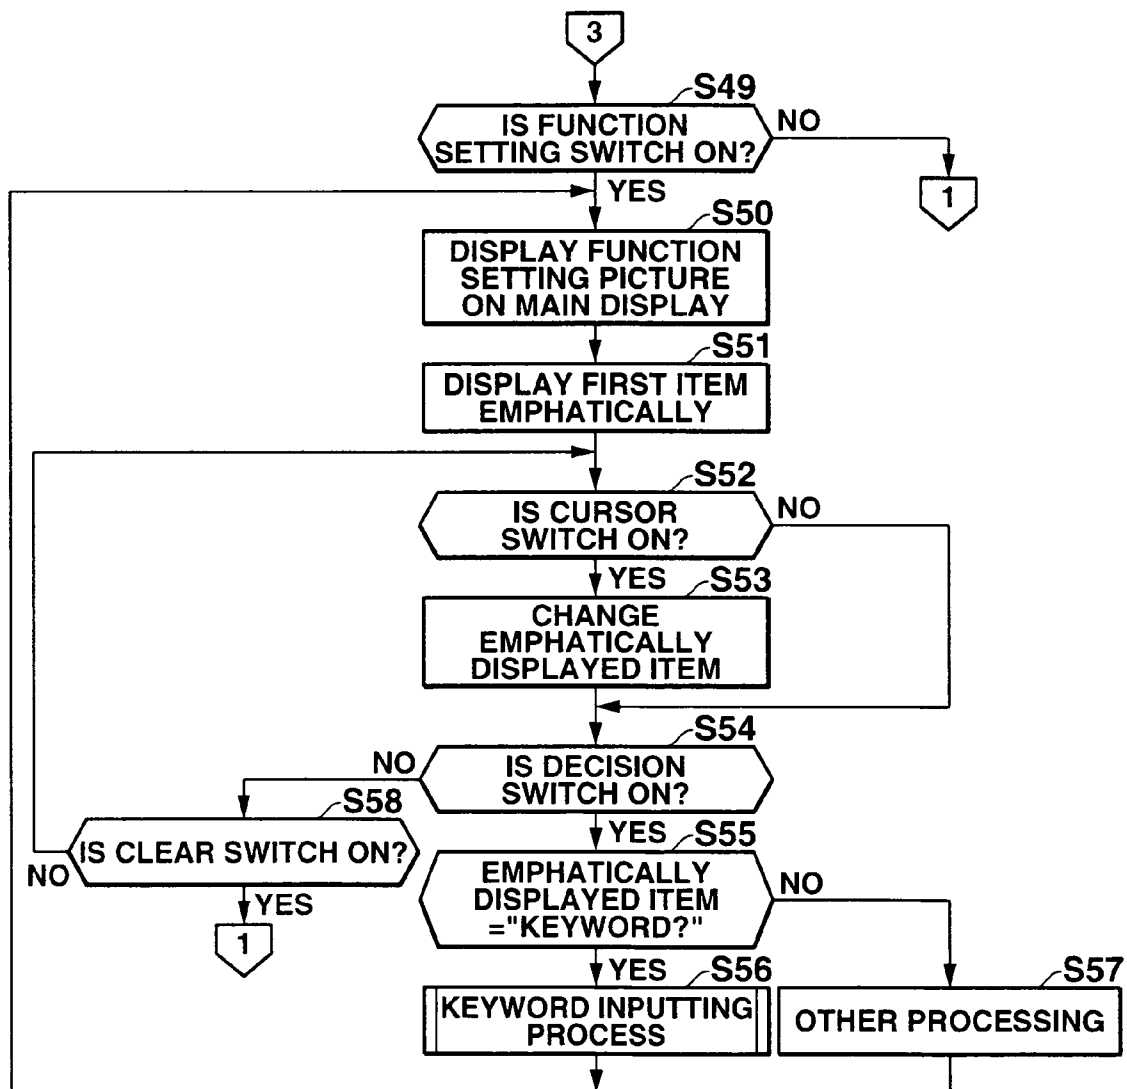 3
S49
IS FUNCTION
SETTING SWITCH ON?
NO
1
YES
S50
DISPLAY FUNCTION
SETTING PICTURE
ON MAIN DISPLAY
S51
DISPLAY FIRST ITEM
EMPHATICALLY
S52
IS CURSOR
SWITCH ON?
NO
YES
S53
CHANGE
EMPHATICALLY
DISPLAYED ITEM
S54
IS DECISION
SWITCH ON?
NO
S58
IS CLEAR SWITCH ON?
NO
YES
1
YES
S55
EMPHATICALLY
DISPLAYED ITEM
="KEYWORD?"
NO
YES
S56
KEYWORD INPUTTING
PROCESS
S57
OTHER PROCESSING